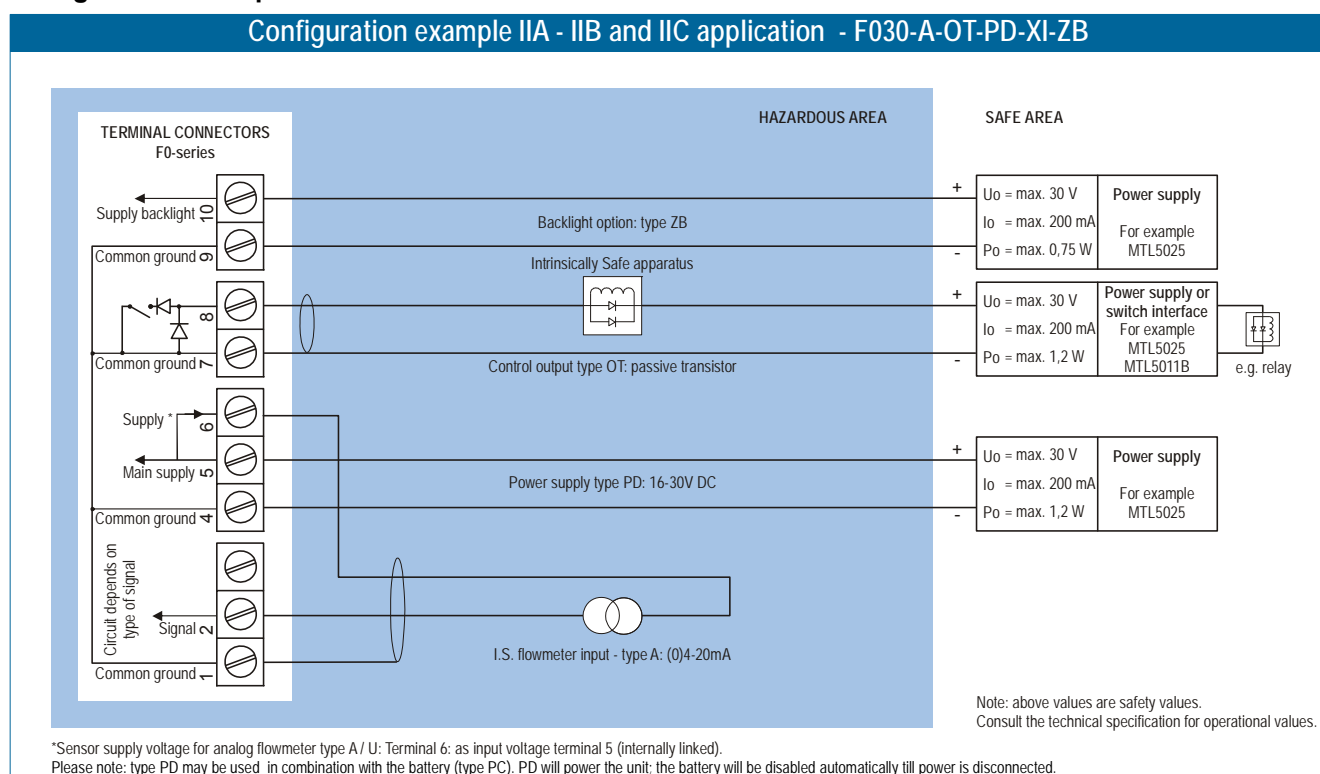 Configuration example IIA - IIB and IIC application - F030-A-OT-PD-XI-ZB
HAZARDOUS AREA
SAFE AREA
TERMINAL CONNECTORS
F0-series
Supply backlight
10
Common ground
9
8
Common ground
7
Supply *
6
Main supply
5
Common ground
4
Circuit depends on
type of signal
Signal
2
Common ground
1
Backlight option: type ZB
Intrinsically Safe apparatus
Control output type OT: passive transistor
Power supply type PD: 16-30V DC
I.S. flowmeter input - type A: (0)4-20mA
+
-
Uo = max. 30 V
Io = max. 200 mA
Po = max. 0,75 W
Power supply
For example
MTL5025
+
-
Uo = max. 30 V
Io = max. 200 mA
Po = max. 1,2 W
Power supply or
switch interface
For example
MTL5025
MTL5011B
e.g. relay
+
-
Uo = max. 30 V
Io = max. 200 mA
Po = max. 1,2 W
Power supply
For example
MTL5025
Note: above values are safety values.
Consult the technical specification for operational values.
*Sensor supply voltage for analog flowmeter type A / U: Terminal 6: as input voltage terminal 5 (internally linked).
Please note: type PD may be used in combination with the battery (type PC). PD will power the unit; the battery will be disabled automatically till power is disconnected.